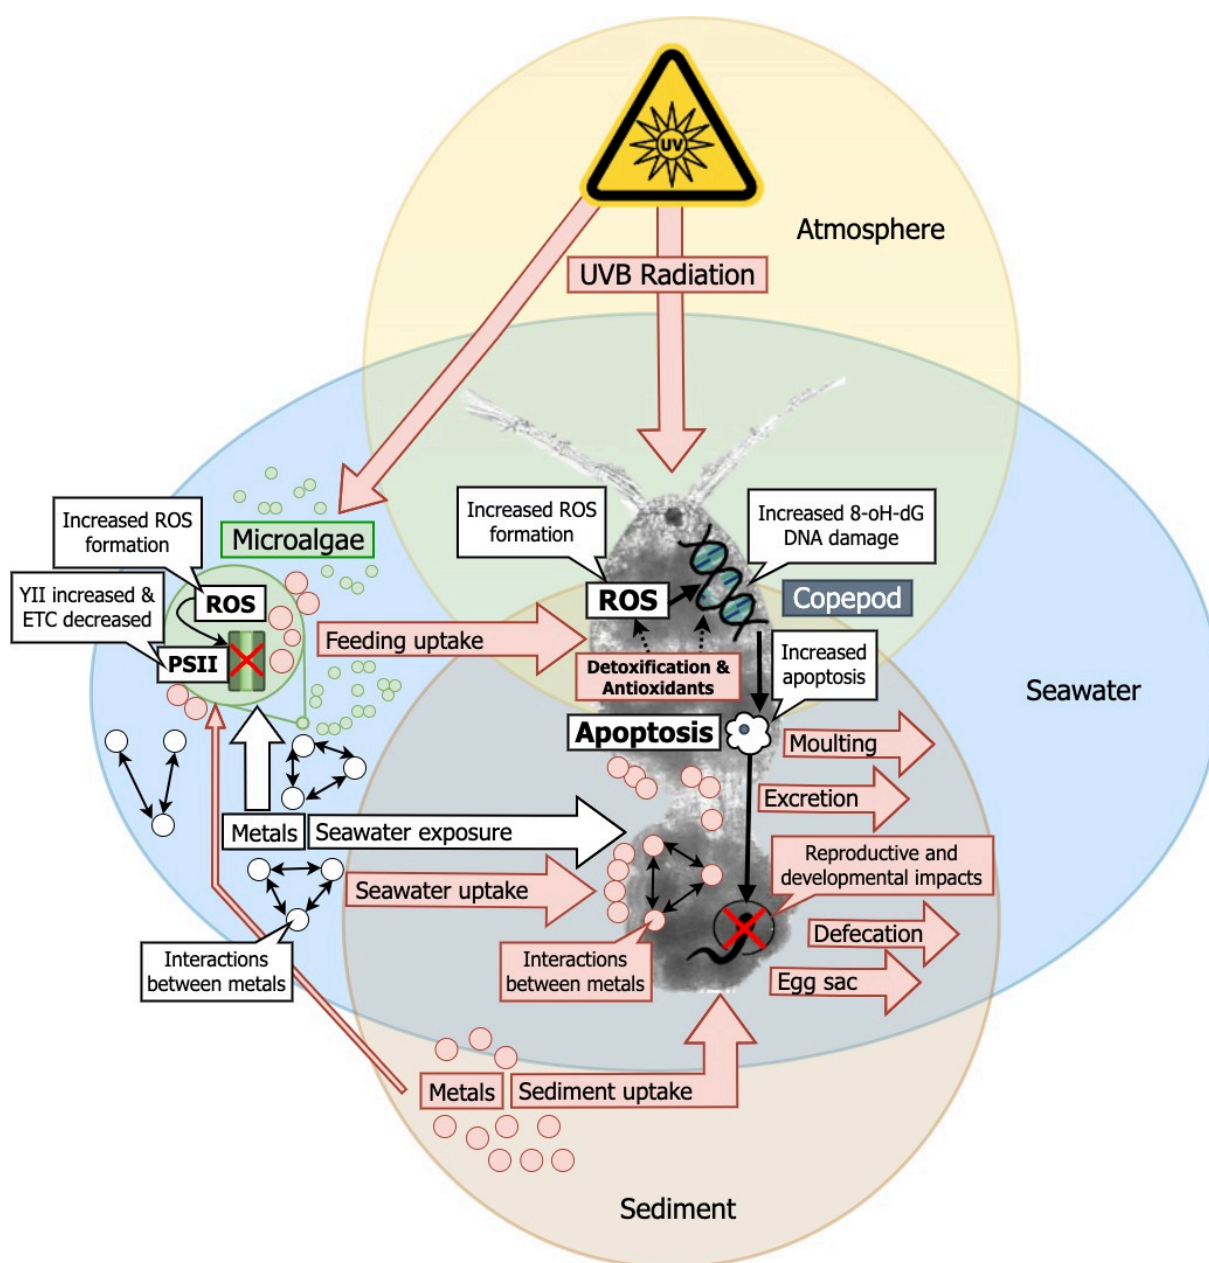 UV
Atmosphere
UVB Radiation
Increased ROS
formation
Microalgae
YII increased &
ETC decreased
ROS
PSII
Increased ROS
formation
Increased 8-oH-dG
DNA damage
ROS
Copepod
Feeding uptake
Detoxification &
Antioxidants
Increased
apoptosis
Seawater
Apoptosis
Moulting
Excretion
Metals
Seawater exposure
Seawater uptake
Reproductive and
developmental impacts
Interactions
between metals
Interactions
between metals
Defecation
Egg sac
Metals
Sediment uptake
Sediment